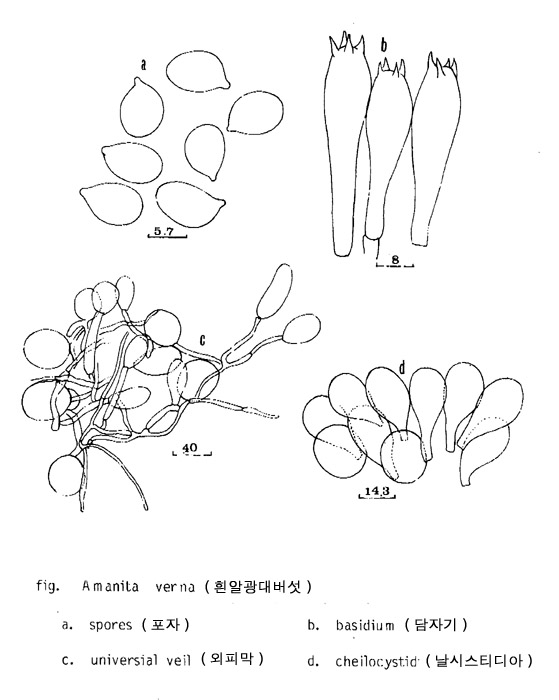 a
b
5.7
8
c
40
d
14.3
fig. Amanita verna ( 흰알광대버섯 )
a. spores ( 포자 )
b. basidium ( 담자기 )
c. universial veil ( 외피막 )
d. cheilocystid ( 날시스티디아 )